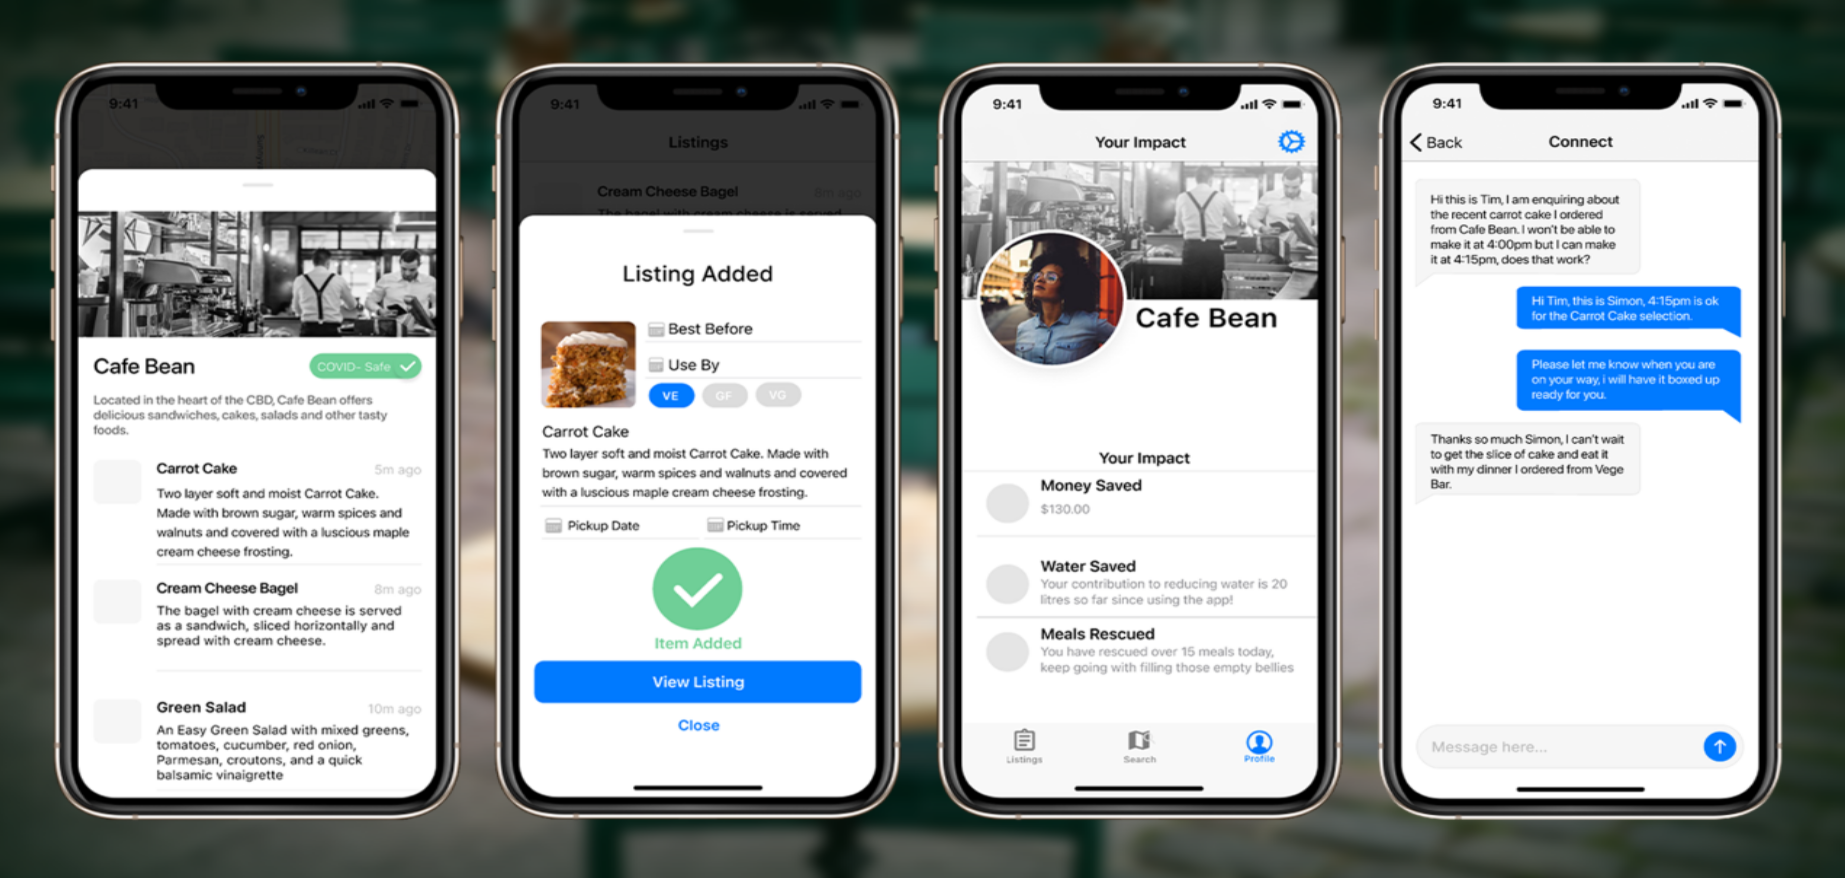 9:41
Cafe Bean
COVID- Safe
Located in the heart of the CBD, Cafe Bean offers
delicious sandwiches, cakes, salads and other tasty
foods.
Carrot Cake 5m ago
Two layer soft and moist Carrot Cake.
Made with brown sugar, warm spices and
walnuts and covered with a luscious maple
cream cheese frosting.
Cream Cheese Bagel 8m ago
The bagel with cream cheese is served
as a sandwich, sliced horizontally and
spread with cream cheese.
Green Salad 10m ago
An Easy Green Salad with mixed greens,
tomatoes, cucumber, red onion,
Parmesan, croutons, and a quick
balsamic vinaigrette
9:41
Listings
Cream Cheese Bagel 8m ago
The bagel with cream cheese is served
Listing Added
Best Before
Use By
VE GF VG
Carrot Cake
Two layer soft and moist Carrot Cake. Made with
brown sugar, warm spices and walnuts and covered
with a luscious maple cream cheese frosting.
Pickup Date Pickup Time
Item Added
View Listing
Close
9:41
Your Impact
Cafe Bean
Your Impact
Money Saved
$130.00
Water Saved
Your contribution to reducing water is 20
litres so far since using the app!
Meals Rescued
You have rescued over 15 meals today,
keep going with filling those empty bellies
Listings Search Profile
9:41
Back Connect
Hi this is Tim, I am enquiring about
the recent carrot cake I ordered
from Cafe Bean. I won't be able to
make it at 4:00pm but I can make
it at 4:15pm, does that work?
Hi Tim, this is Simon, 4:15pm is ok
for the Carrot Cake selection.
Please let me know when you are
on your way, i will have it boxed up
ready for you.
Thanks so much Simon, I can't wait
to get the slice of cake and eat it
with my dinner I ordered from Vege
Bar.
Message here...